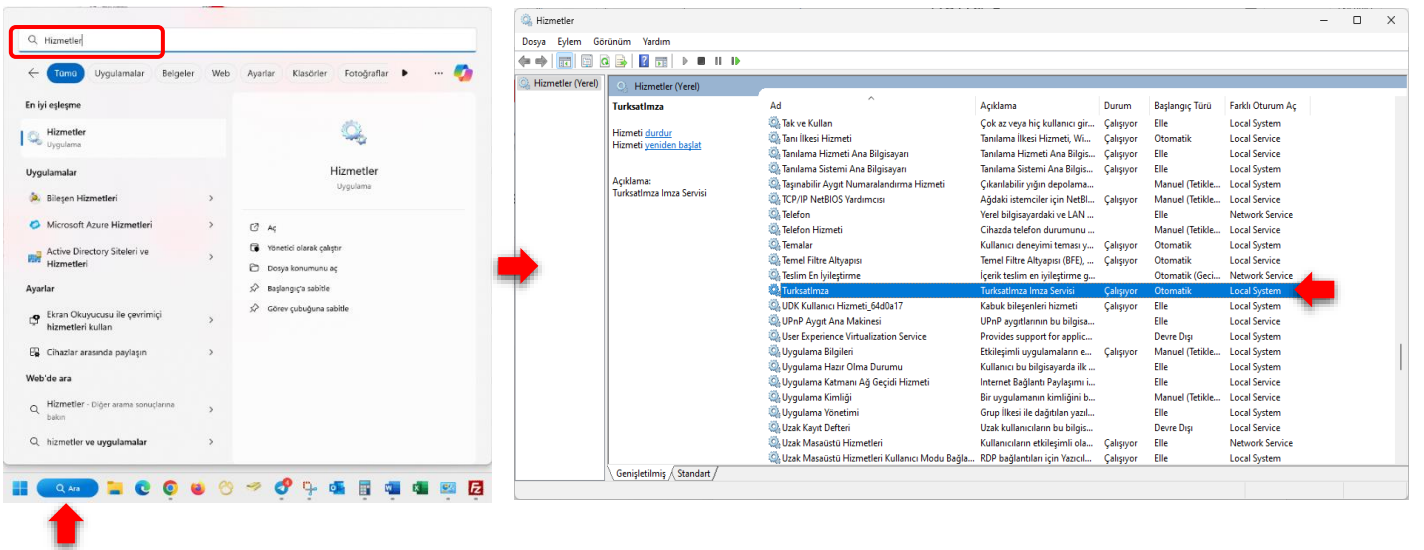 Hizmetler
Tümü Uygulamalar Belgeler Web Ayarlar Klasörler Fotoğraflar
En iyi eşleşme
Hizmetler
Uygulama
Uygulamalar
Bileşen Hizmetleri
Microsoft Azure Hizmetleri
Active Directory Siteleri ve
Hizmetleri
Ayarlar
Ekran Okuyucusu ile çevrimiçi
hizmetleri kullan
Cihazlar arasında paylaşın
Web'de ara
Hizmetler - Diğer arama sonuçlarına
bakın
hizmetler ve uygulamalar
Hizmetler
Uygulama
Aç
Yönetici olarak çalıştır
Dosya konumunu aç
Başlangıç'a sabitle
Görev çubuğuna sabitle
Ara
Hizmetler
Dosya Eylem Görünüm Yardım
Hizmetler (Yerel)
Hizmetler (Yerel)
TurksatImza
Hizmeti durdur
Hizmeti yeniden başlat
Açıklama:
TurksatImza Imza Servisi
Ad Açıklama Durum Başlangıç Türü Farklı Oturum Aç
Tak ve Kullan Çok az veya hiç kullanıcı gir... Çalışıyor Elle Local System
Tanı İlkesi Hizmeti Tanılama İlkesi Hizmeti, Wi... Çalışıyor Otomatik Local Service
Tanılama Hizmeti Ana Bilgisayarı Tanılama Hizmeti Ana Bilgis... Çalışıyor Elle Local Service
Tanılama Sistemi Ana Bilgisayarı Tanılama Sistemi Ana Bilgis... Çalışıyor Elle Local System
Taşınabilir Aygıt Numaralandırma Hizmeti Çıkarılabilir yığın depolama... Manuel (Tetikle... Local System
TCP/IP NetBIOS Yardımcısı Ağdaki istemciler için NetBI... Çalışıyor Manuel (Tetikle... Local Service
Telefon Yerel bilgisayardaki ve LAN ... Elle Network Service
Telefon Hizmeti Cihazda telefon durumunu ... Manuel (Tetikle... Local Service
Temalar Kullanıcı deneyimi teması y... Çalışıyor Otomatik Local System
Temel Filtre Altyapısı Temel Filtre Altyapısı (BFE), ... Çalışıyor Otomatik Local Service
Teslim En İyileştirme İçerik teslim en iyileştirme g... Otomatik (Geci... Network Service
TurksatImza TurksatImza Imza Servisi Çalışıyor Otomatik Local System
UDK Kullanıcı Hizmeti_64d0a17 Kabuk bileşenleri hizmeti Çalışıyor Elle Local System
UPnP Aygıt Ana Makinesi UPnP aygıtlarının bu bilgisa... Elle Local Service
User Experience Virtualization Service Provides support for applic... Devre Dışı Local System
Uygulama Bilgileri Etkileşimli uygulamaların e... Çalışıyor Manuel (Tetikle... Local System
Uygulama Hazır Olma Durumu Kullanıcı bu bilgisayarda ilk ... Elle Local System
Uygulama Katmanı Ağ Geçidi Hizmeti Internet Bağlantı Paylaşımı i... Elle Local Service
Uygulama Kimliği Bir uygulamanın kimliğini b... Manuel (Tetikle... Local Service
Uygulama Yönetimi Grup İlkesi ile dağıtılan yazıl... Elle Local System
Uzak Kayıt Defteri Uzak kullanıcıların bu bilgis... Devre Dışı Local Service
Uzak Masaüstü Hizmetleri Kullanıcıların etkileşimli ola... Çalışıyor Elle Network Service
Uzak Masaüstü Hizmetleri Kullanıcı Modu Bağla... RDP bağlantıları için Yazıcıl... Çalışıyor Elle Local System
Genişletilmiş Standart